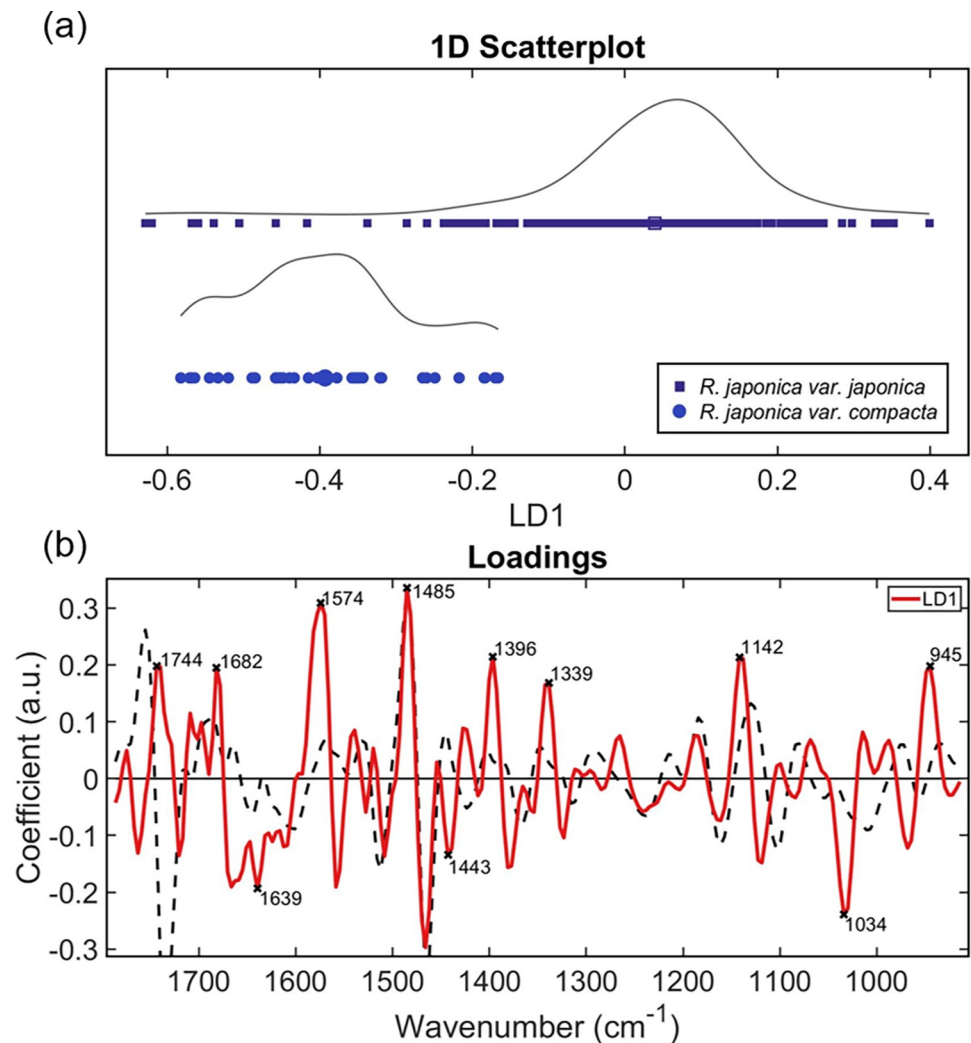 (a)
1D Scatterplot
R. japonica var. japonica
R. japonica var. compacta
-0.6 -0.4 -0.2 0 0.2 0.4
LD1
(b)
Loadings
LD1
Coefficient (a.u.)
0.3
0.2
0.1
0
-0.1
-0.2
-0.3
1744
1682
1639
1574
1485
1443
1396
1339
1142
1034
945
1700 1600 1500 1400 1300 1200 1100 1000
Wavenumber (cm-1)